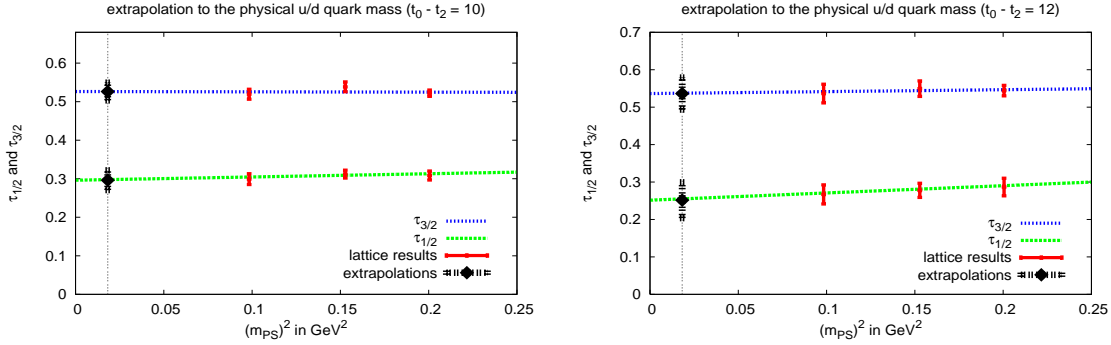 extrapolation to the physical u/d quark mass (t0 - t2 = 10)
0.7
0.6
0.5
0.4
0.3
0.2
0.1
0
τ1/2 and τ3/2
τ3/2
τ1/2
lattice results
extrapolations
0 0.05 0.1 0.15 0.2 0.25
(mPS)2 in GeV2
extrapolation to the physical u/d quark mass (t0 - t2 = 12)
0.7
0.6
0.5
0.4
0.3
0.2
0.1
0
τ1/2 and τ3/2
τ3/2
τ1/2
lattice results
extrapolations
0 0.05 0.1 0.15 0.2 0.25
(mPS)2 in GeV2